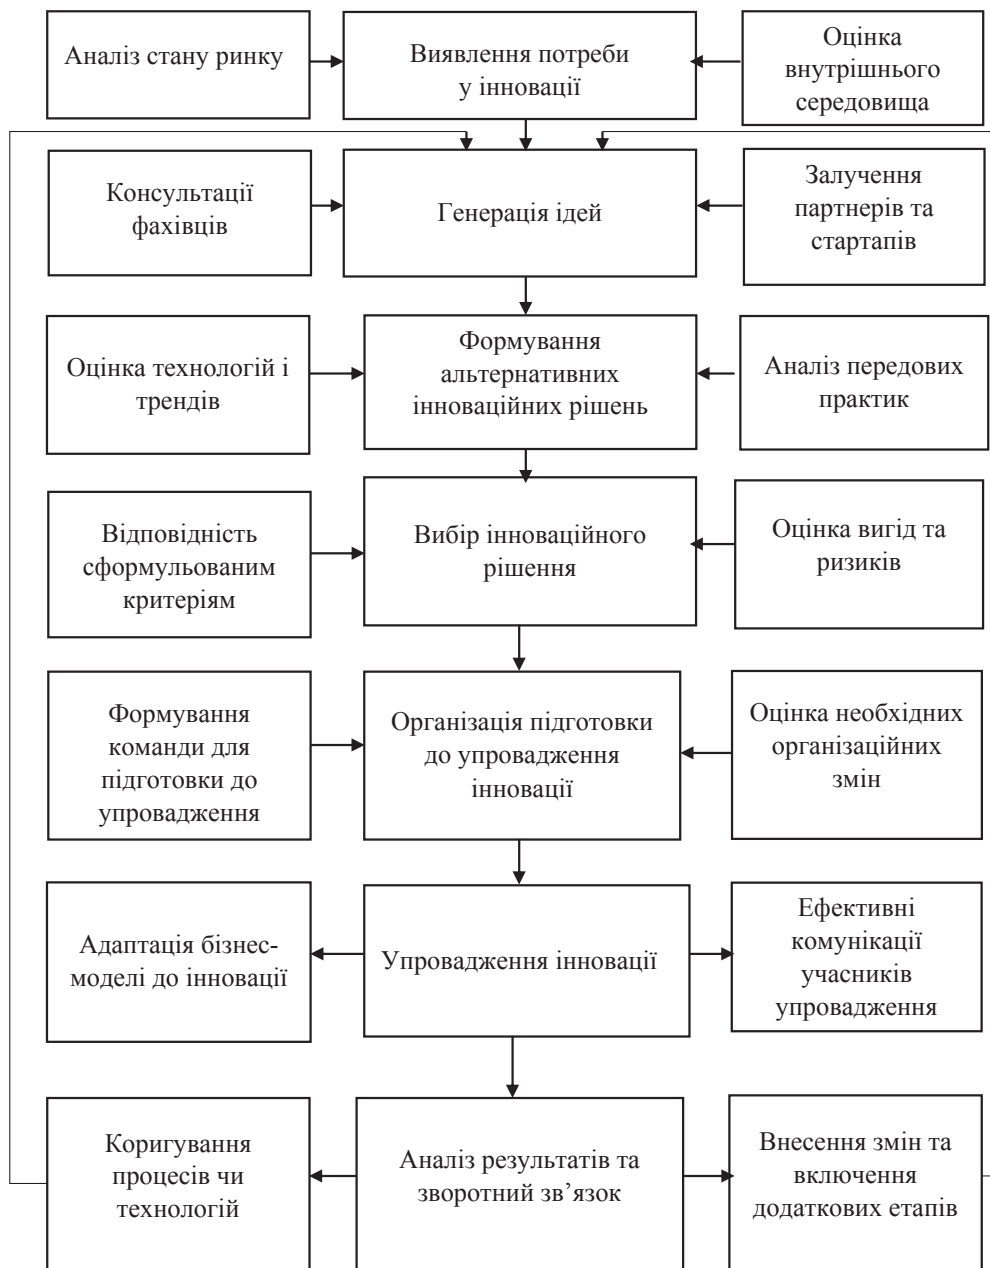 Аналіз стану ринку
Виявлення потреби
у інновації
Оцінка
внутрішнього
середовища
Консультації
фахівців
Генерація ідей
Залучення
партнерів та
стартапів
Оцінка технологій і
трендів
Формування
альтернативних
інноваційних рішень
Аналіз передових
практик
Відповідність
сформульованим
критеріям
Вибір інноваційного
рішення
Оцінка вигід та
ризиків
Формування
команди для
підготовки до
упровадження
Організація підготовки
до упровадження
інновації
Оцінка необхідних
організаційних
змін
Адаптація бізнес-
моделі до інновації
Упровадження інновації
Ефективні
комунікації
учасників
упровадження
Коригування
процесів чи
технологій
Аналіз результатів та
зворотний зв’язок
Внесення змін та
включення
додаткових етапів